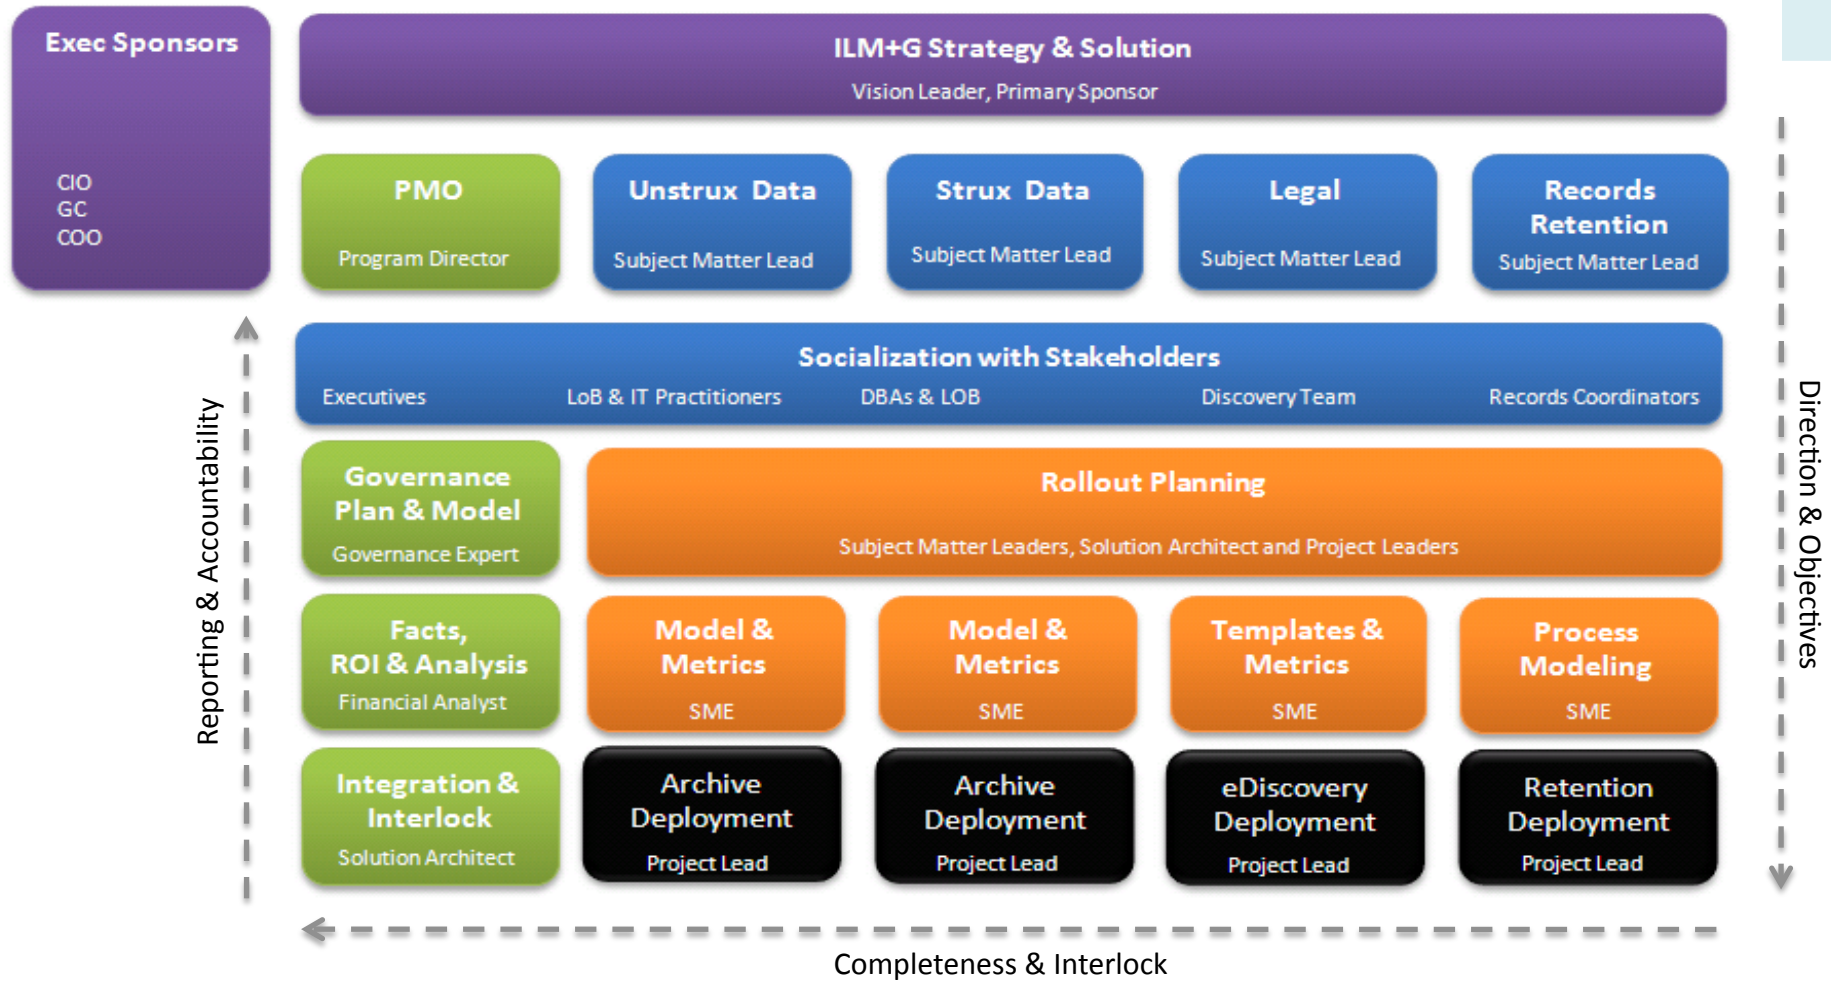 Exec Sponsors
CIO
GC
COO
ILM+G Strategy & Solution
Vision Leader, Primary Sponsor
PMO
Program Director
Unstrux Data
Subject Matter Lead
Strux Data
Subject Matter Lead
Legal
Subject Matter Lead
Records
Retention
Subject Matter Lead
Socialization with Stakeholders
Executives
LoB & IT Practitioners
DBAs & LOB
Discovery Team
Records Coordinators
Governance
Plan & Model
Governance Expert
Rollout Planning
Subject Matter Leaders, Solution Architect and Project Leaders
Facts,
ROI & Analysis
Financial Analyst
Model &
Metrics
SME
Model &
Metrics
SME
Templates &
Metrics
SME
Process
Modeling
SME
Integration &
Interlock
Solution Architect
Archive
Deployment
Project Lead
Archive
Deployment
Project Lead
eDiscovery
Deployment
Project Lead
Retention
Deployment
Project Lead
Reporting & Accountability
Direction & Objectives
Completeness & Interlock